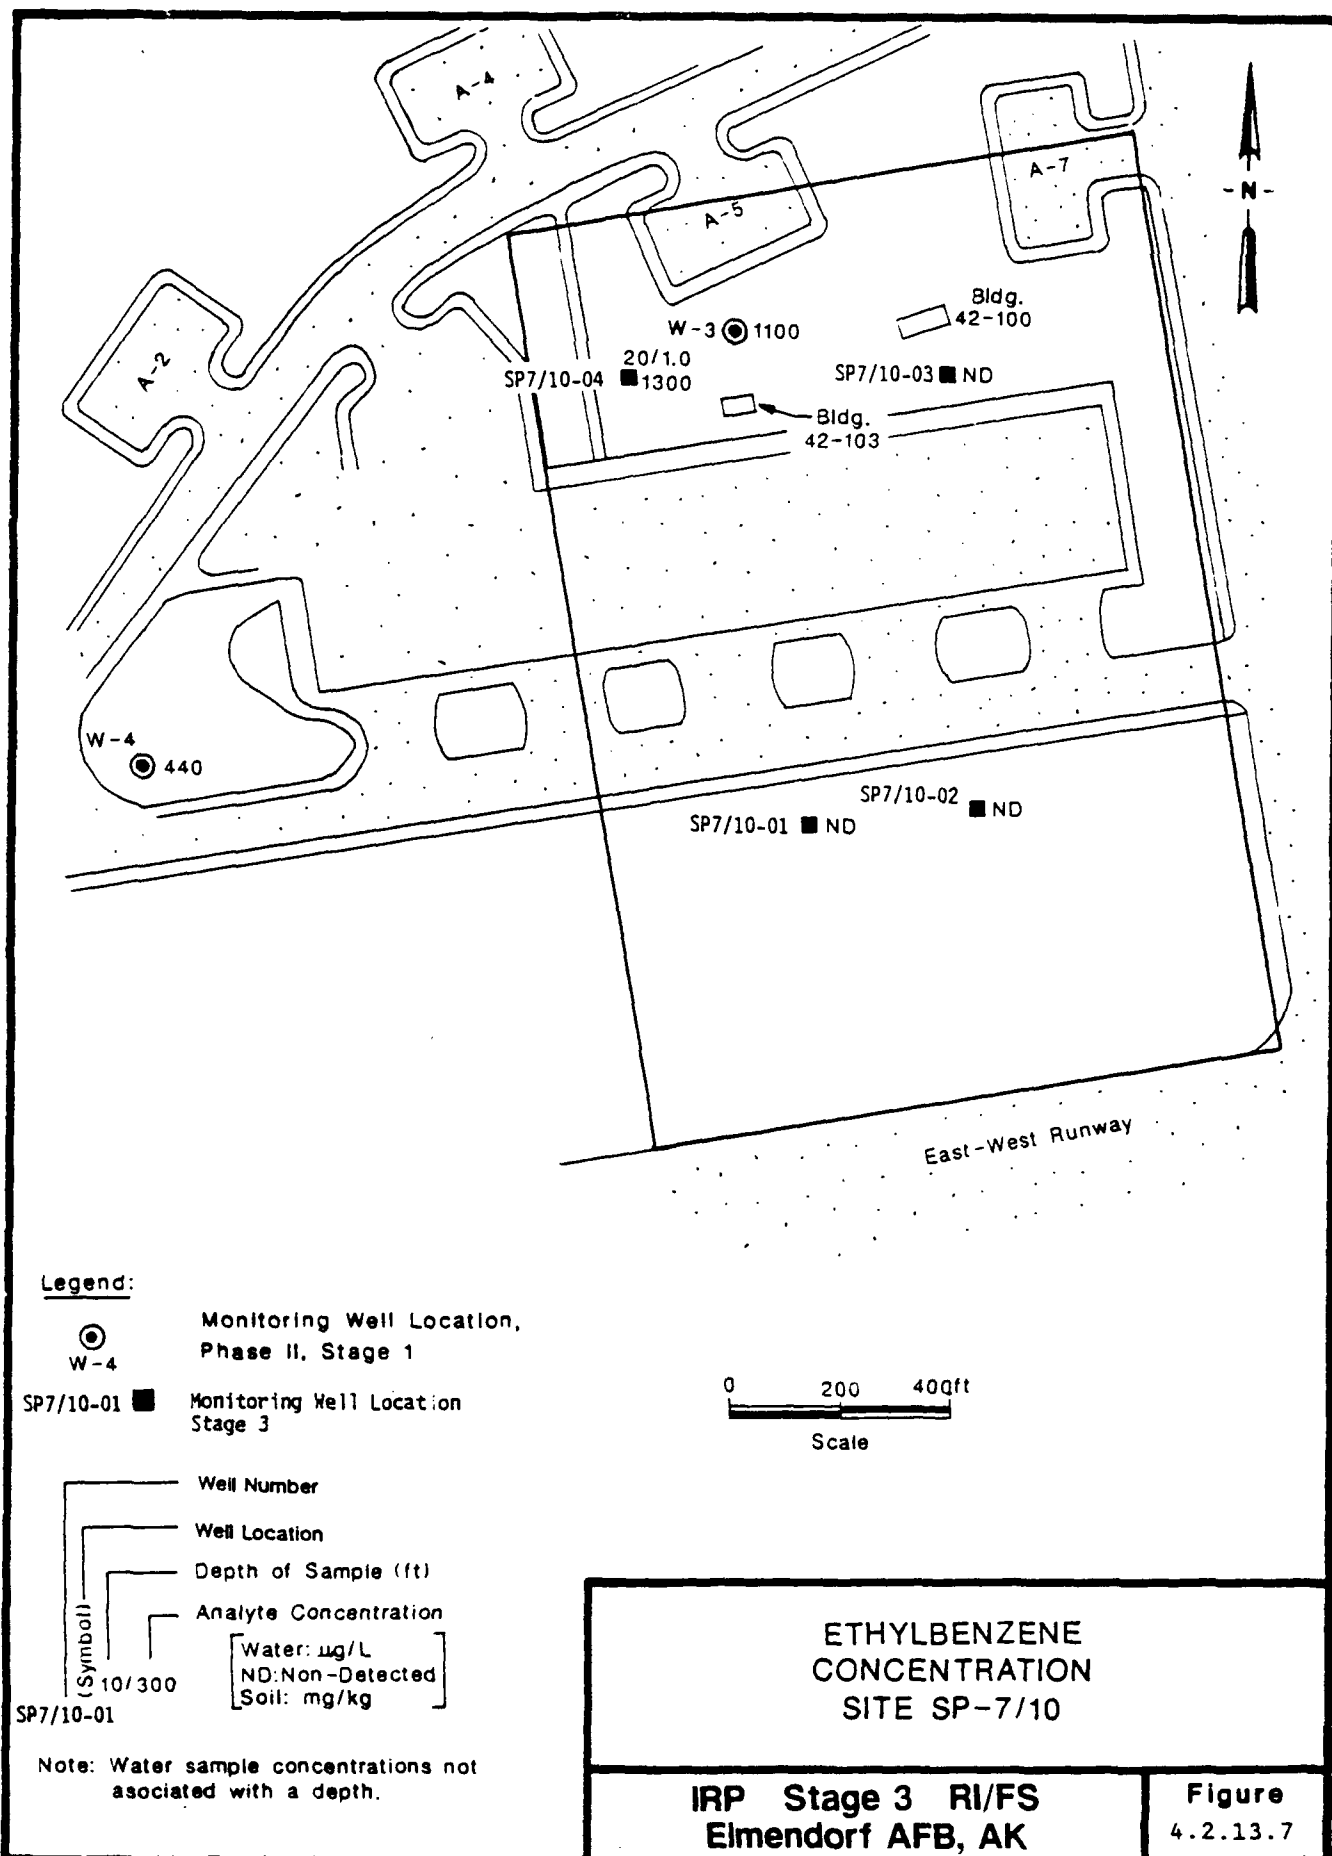 A-4
A-7
A-5
-N-
A-2
Bldg.
42-100
W-3 1100
20/1.0
SP7/10-04 1300
SP7/10-03 ND
Bldg.
42-103
W-4
440
SP7/10-02 ND
SP7/10-01 ND
East-West Runway
Legend:
W-4
Monitoring Well Location,
Phase II, Stage 1
SP7/10-01
Monitoring Well Location
Stage 3
0 200 400ft
Scale
Well Number
Well Location
Depth of Sample (ft)
Analyte Concentration
Water: µg/L
ND:Non-Detected
Soil: mg/kg
(Symbol)
10/300
SP7/10-01
Note: Water sample concentrations not
asociated with a depth.
ETHYLBENZENE
CONCENTRATION
SITE SP-7/10
IRP Stage 3 RI/FS
Elmendorf AFB, AK
Figure
4.2.13.7